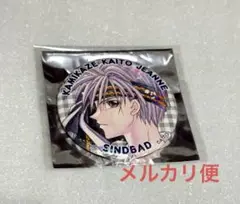 KAMIKAZE KAITO JEANNE
SINDBAD
メルカリ便